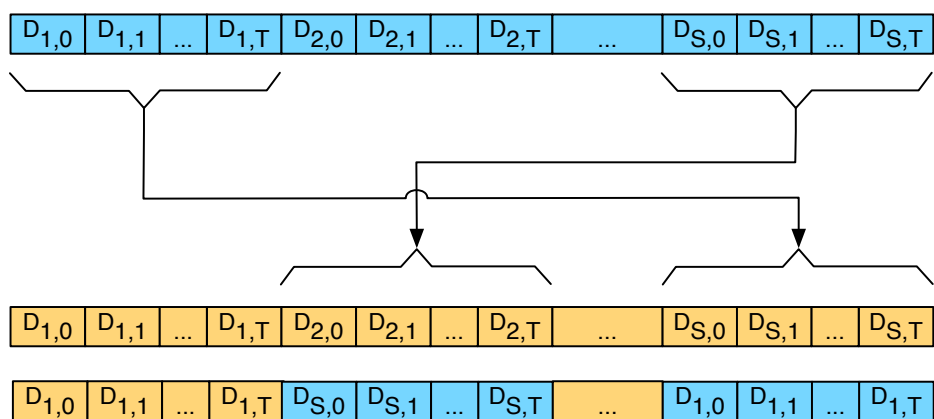 D1,0 D1,1 ... D1,T D2,0 D2,1 ... D2,T ... DS,0 DS,1 ... DS,T
D1,0 D1,1 ... D1,T D2,0 D2,1 ... D2,T ... DS,0 DS,1 ... DS,T
D1,0 D1,1 ... D1,T DS,0 DS,1 ... DS,T ... D1,0 D1,1 ... D1,T